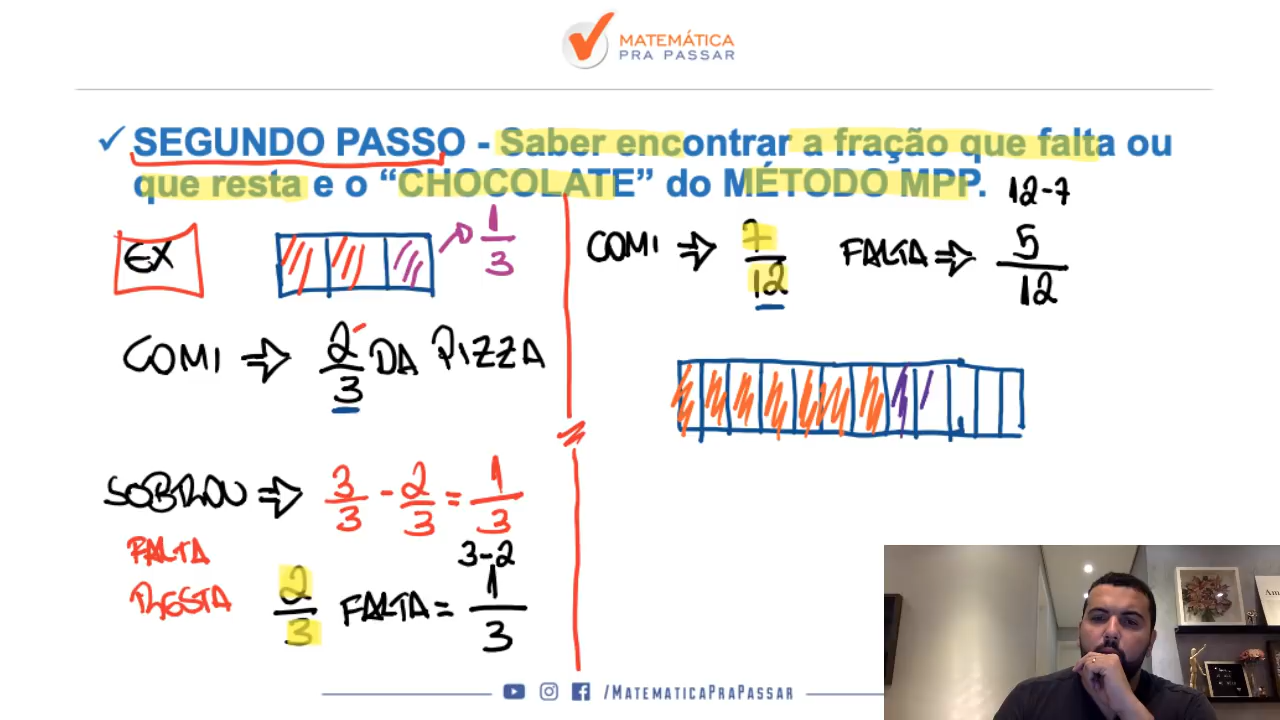 MATEMÁTICA
PRA PASSAR
✓ SEGUNDO PASSO - Saber encontrar a fração que falta ou
que resta e o “CHOCOLATE” do MÉTODO MPP.
EX
1/3
COMI ⇒ 2/3 DA PIZZA
SOBROU ⇒ 3/3 - 2/3 = 1/3
FALTA
RESTA
3-2
2/3 FALTA = 1/3
12-7
COMI ⇒ 7/12 FALTA ⇒ 5/12
/MATEMATICAPRAPASSAR